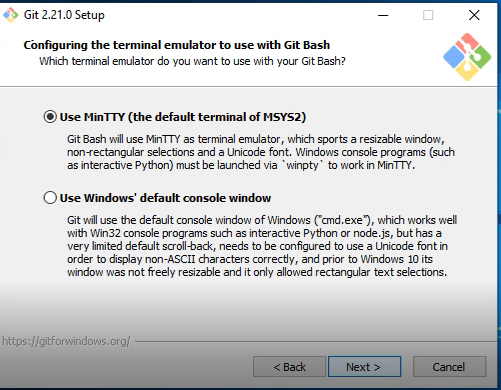 Git 2.21.0 Setup
Configuring the terminal emulator to use with Git Bash
Which terminal emulator do you want to use with your Git Bash?
Use MinTTY (the default terminal of MSYS2)
Git Bash will use MinTTY as terminal emulator, which sports a resizable window,
non-rectangular selections and a Unicode font. Windows console programs (such
as interactive Python) must be launched via `winpty` to work in MinTTY.
Use Windows' default console window
Git will use the default console window of Windows ("cmd.exe"), which works well
with Win32 console programs such as interactive Python or node.js, but has a
very limited default scroll-back, needs to be configured to use a Unicode font in
order to display non-ASCII characters correctly, and prior to Windows 10 its
window was not freely resizable and it only allowed rectangular text selections.
https://gitforwindows.org/
< Back
Next >
Cancel